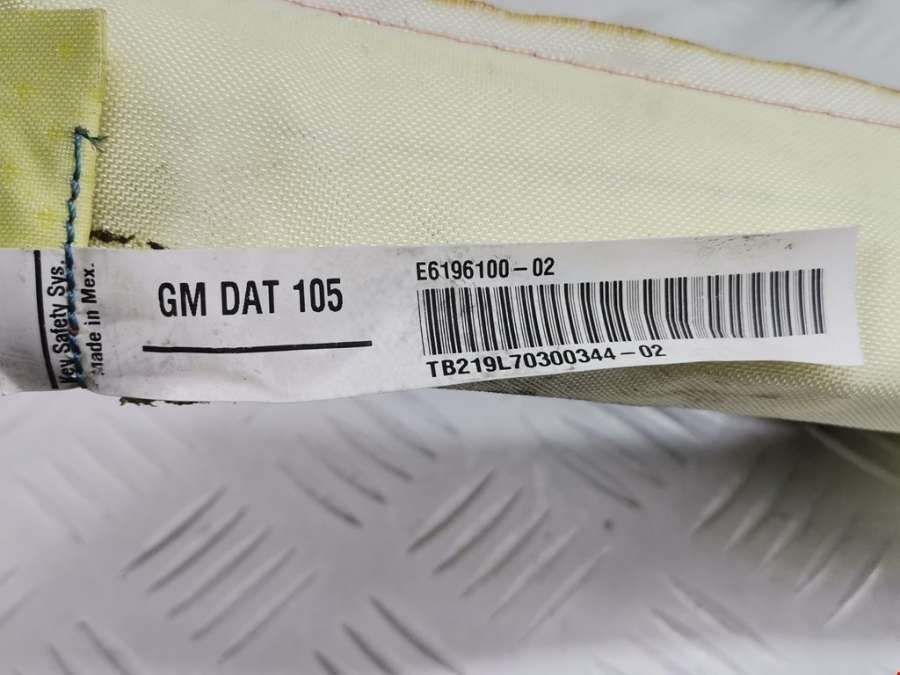 Key Safety Sys.
Made in Mex.
GM DAT 105
E6196100-02
TB219L70300344-02